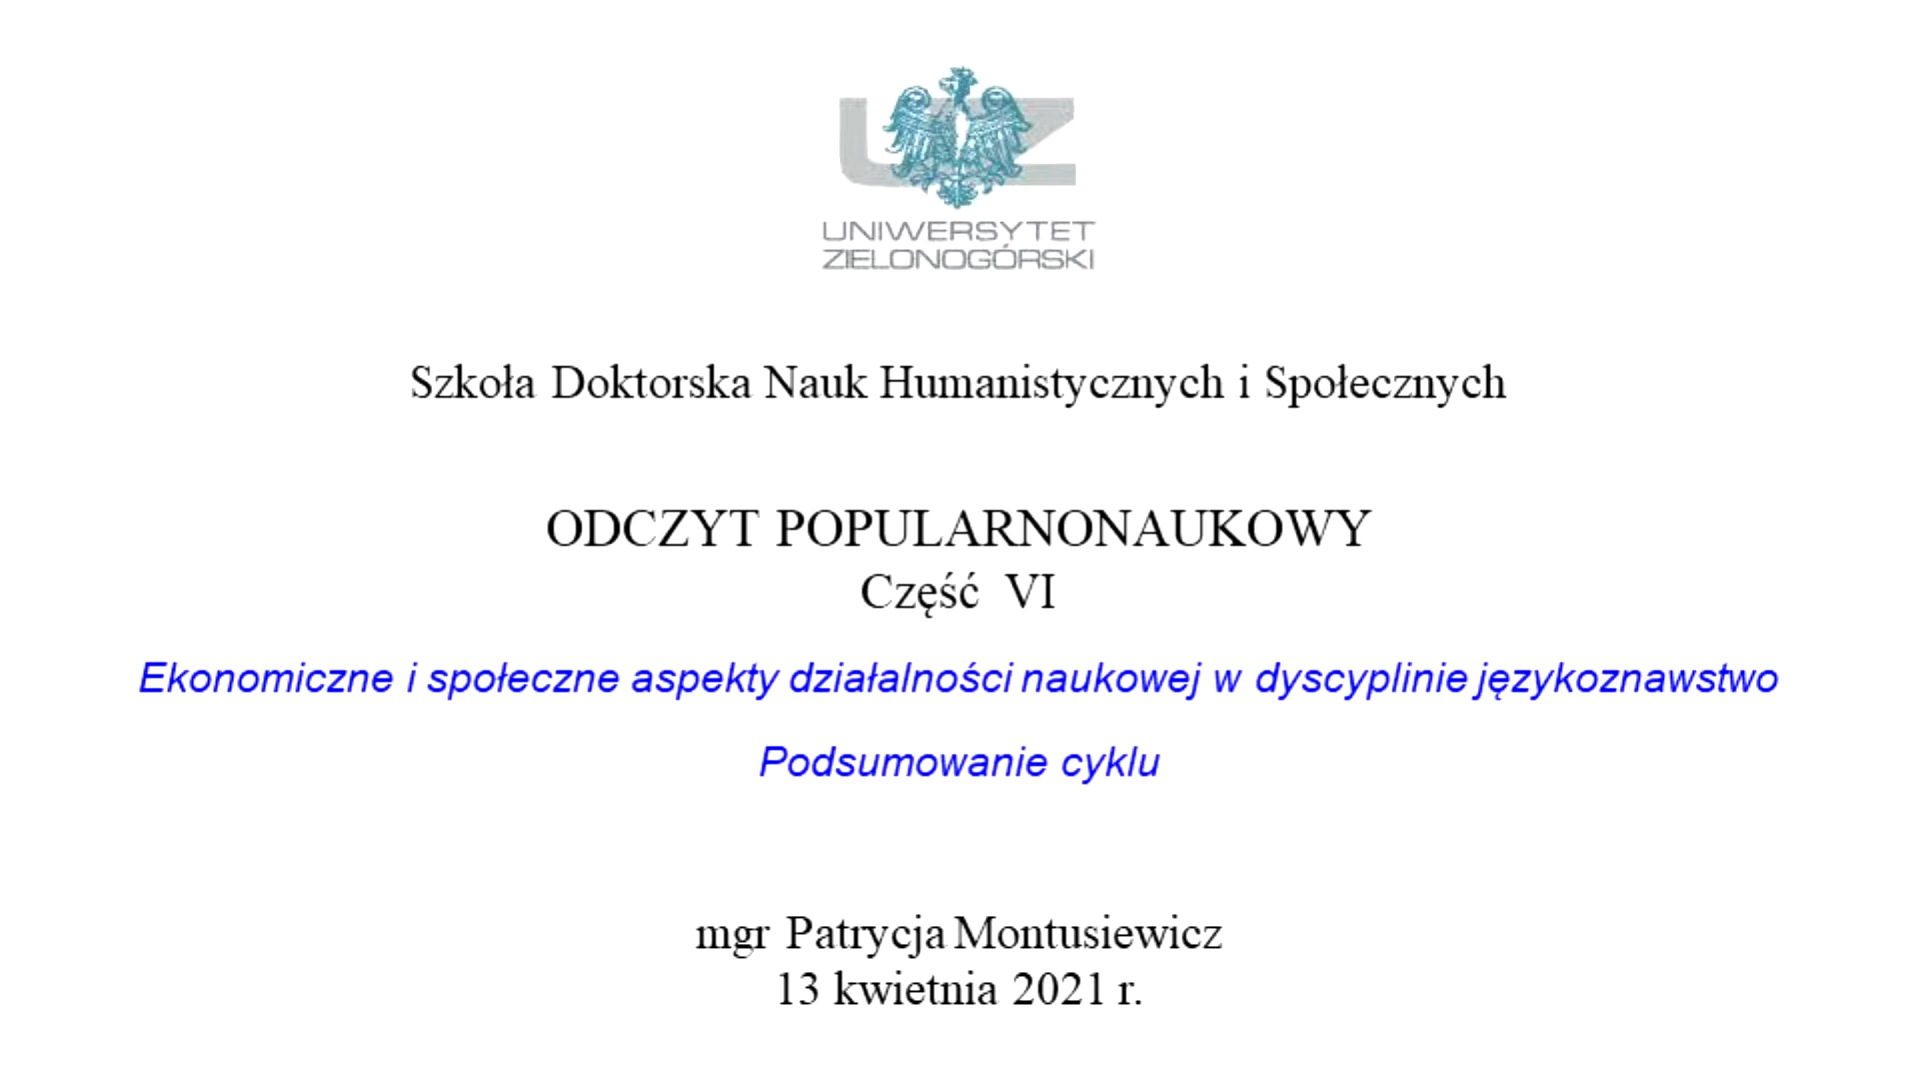 UZ
UNIWERSYTET
ZIELONOGÓRSKI
Szkoła Doktorska Nauk Humanistycznych i Społecznych
ODCZYT POPULARNONAUKOWY
Część VI
Ekonomiczne i społeczne aspekty działalności naukowej w dyscyplinie językoznawstwo
Podsumowanie cyklu
mgr Patrycja Montusiewicz
13 kwietnia 2021 r.